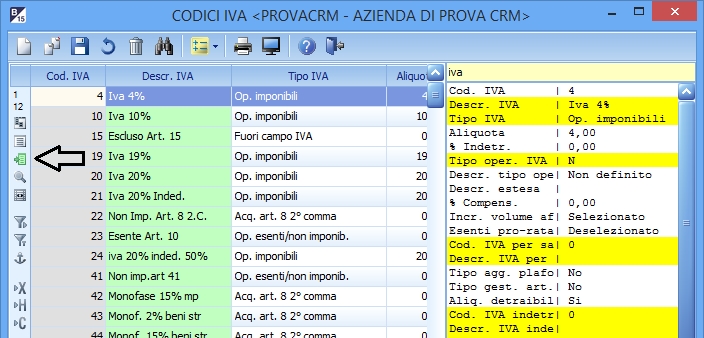 B 15 CODICI IVA <PROVACRM - AZIENDA DI PROVA CRM>
Cod. IVA Descr. IVA Tipo IVA Aliquo
4 Iva 4% Op. imponibili 4
10 Iva 10% Op. imponibili 10
15 Escluso Art. 15 Fuori campo IVA 0
19 Iva 19% Op. imponibili 19
20 Iva 20% Op. imponibili 20
21 Iva 20% Inded. Op. imponibili 20
22 Non Imp. Art. 8 2.C. Acq. art. 8 2° comma 0
23 Esente Art. 10 Op. esenti/non imponib. 0
24 iva 20% inded. 50% Op. imponibili 20
41 Non imp.art 41 Op. esenti/non imponib. 0
42 Monofase 15% mp Acq. art. 8 2° comma 0
43 Monof. 2% beni str Acq. art. 8 2° comma 0
44 Monof. 15% beni str Acq. art. 8 2° comma 0
1
12
X
H
C
iva
Cod. IVA | 4
Descr. IVA | Iva 4%
Tipo IVA | Op. imponibili
Aliquota | 4,00
% Indetr. | 0,00
Tipo oper. IVA | N
Descr. tipo ope| Non definito
Descr. estesa |
% Compens. | 0,00
Incr. volume af| Selezionato
Esenti pro-rata| Deselezionato
Cod. IVA per sa| 0
Descr. IVA per |
Tipo agg. plafo| No
Tipo gest. art.| No
Aliq. detraibil| Si
Cod. IVA indetr| 0
Descr. IVA inde|